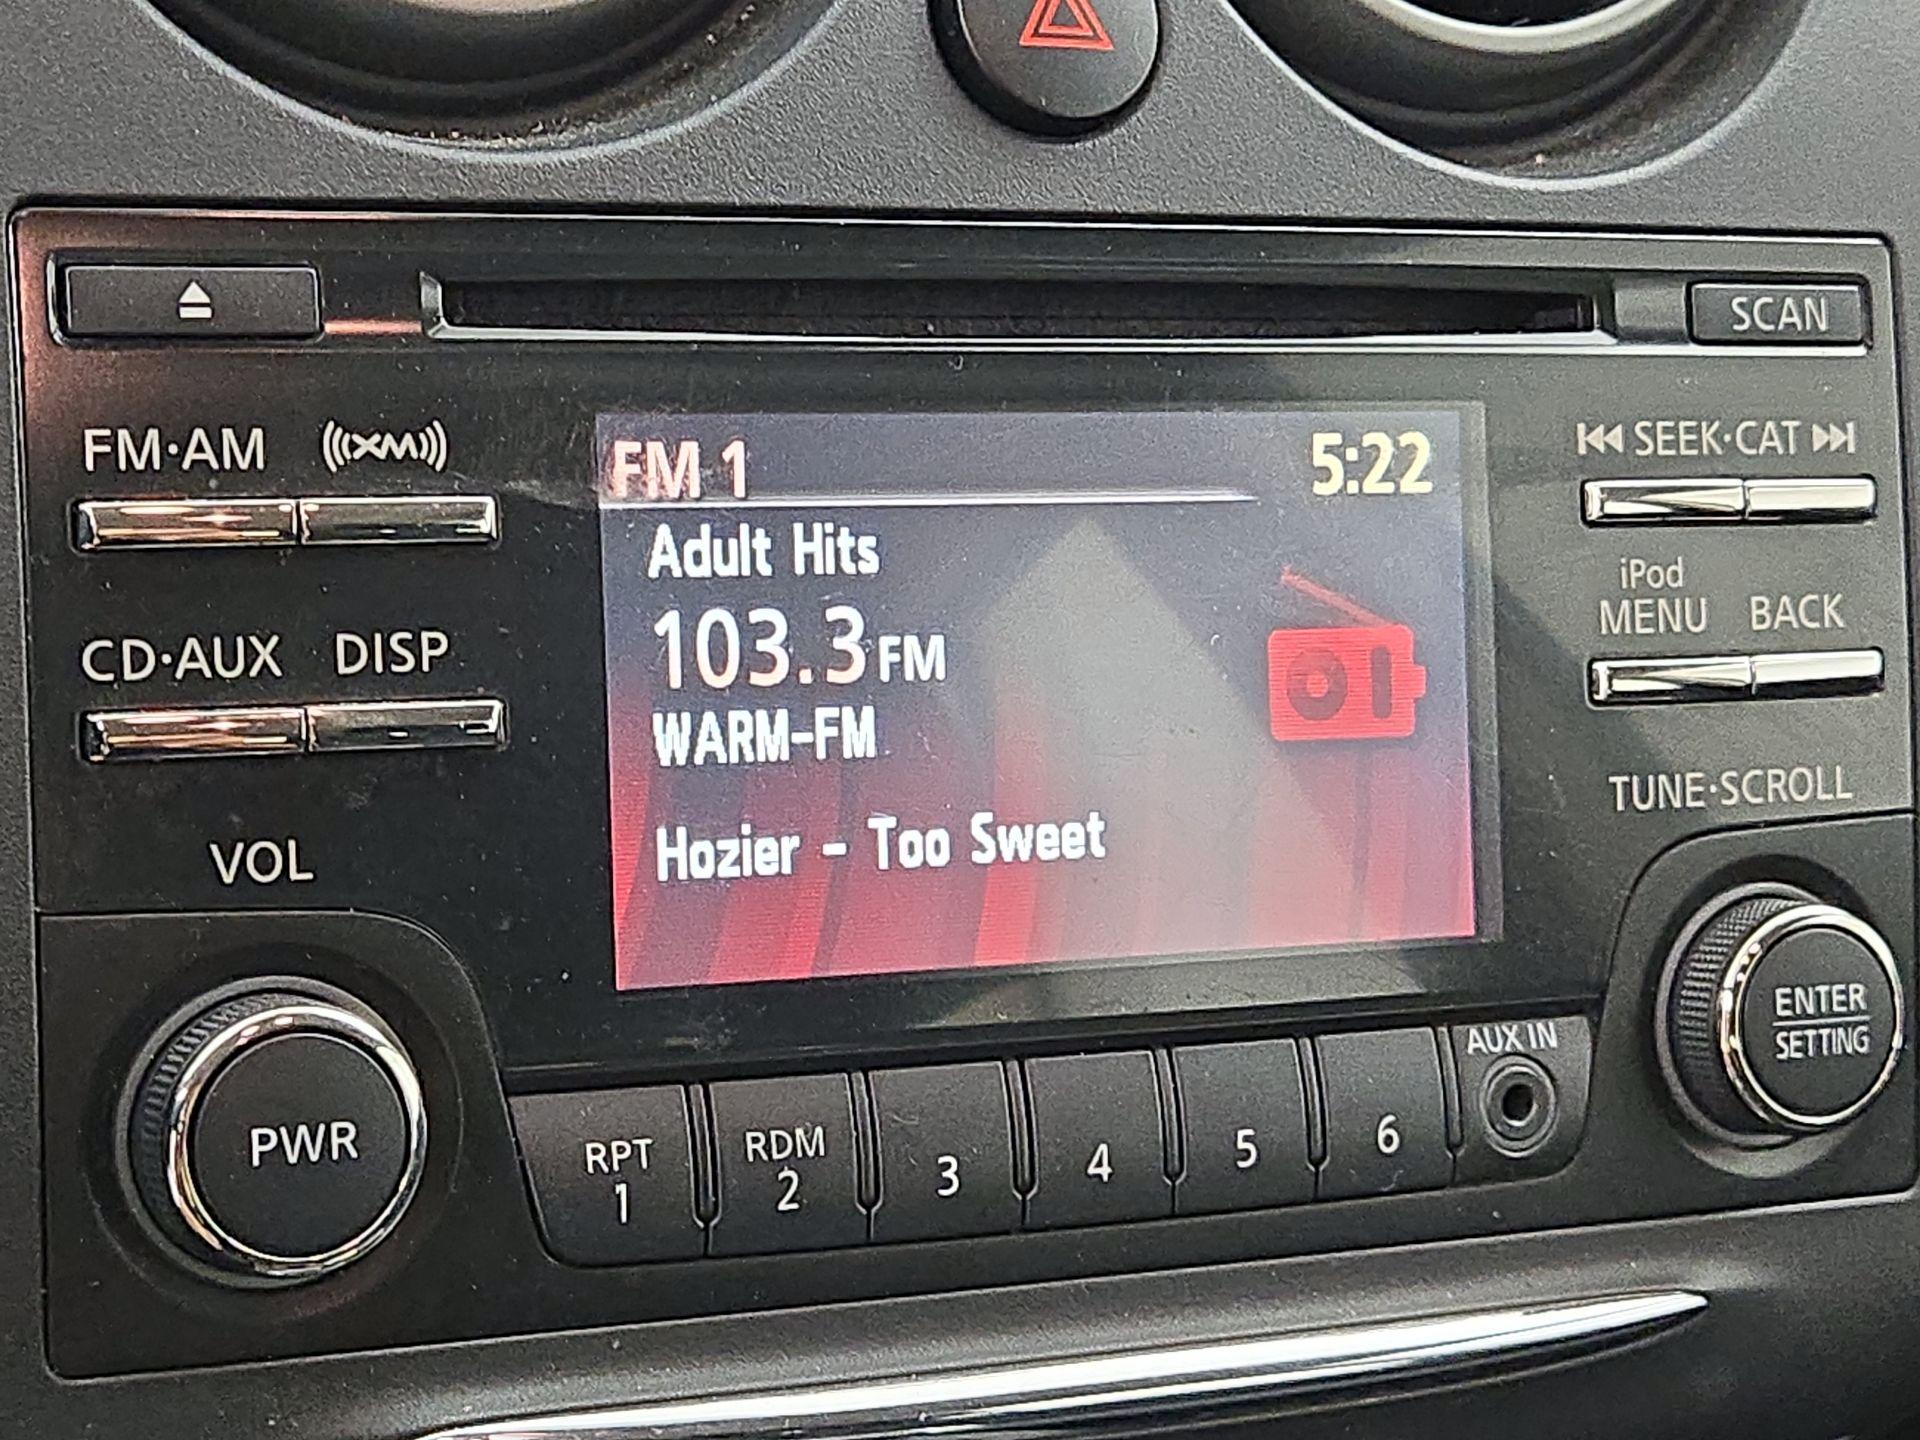 SCAN
FM·AM
((XM))
SEEK·CAT
FM 1
5:22
Adult Hits
103.3 FM
WARM-FM
Hozier - Too Sweet
CD·AUX
DISP
iPod
MENU
BACK
VOL
TUNE·SCROLL
PWR
ENTER
SETTING
RPT
1
RDM
2
3
4
5
6
AUX IN